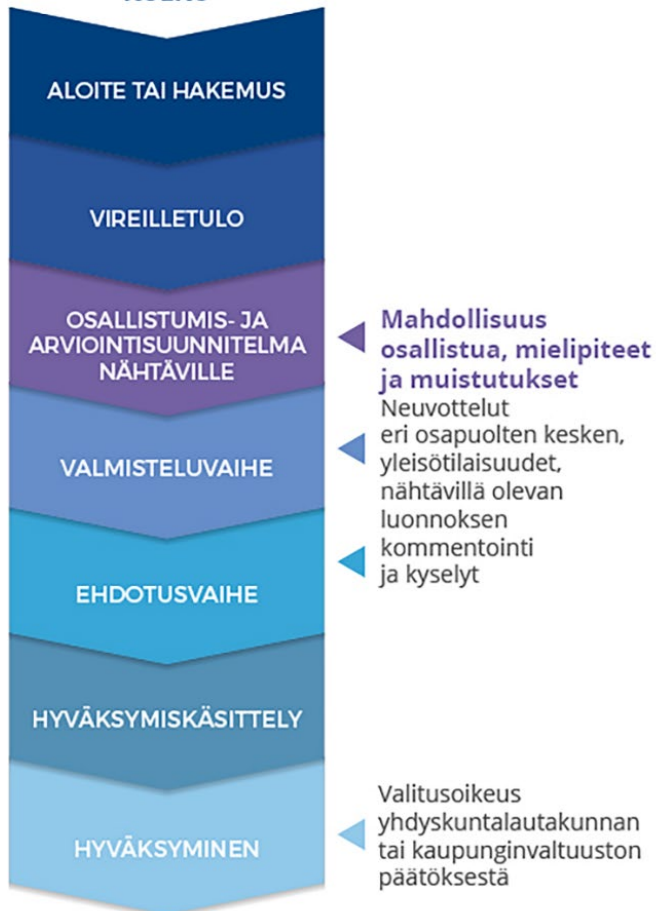 ALOITE TAI HAKEMUS
VIREILLETULO
OSALLISTUMIS- JA
ARVIOINTISUUNNITELMA
NÄHTÄVILLE
Mahdollisuus
osallistua, mielipiteet
ja muistutukset
VALMISTELUVAIHE
Neuvottelut
eri osapuolten kesken,
yleisötilaisuudet,
nähtävillä olevan
luonnoksen
kommentointi
ja kyselyt
EHDOTUSVAIHE
HYVÄKSYMISKÄSITTELY
HYVÄKSYMINEN
Valitusoikeus
yhdyskuntalautakunnan
tai kaupunginvaltuuston
päätöksestä